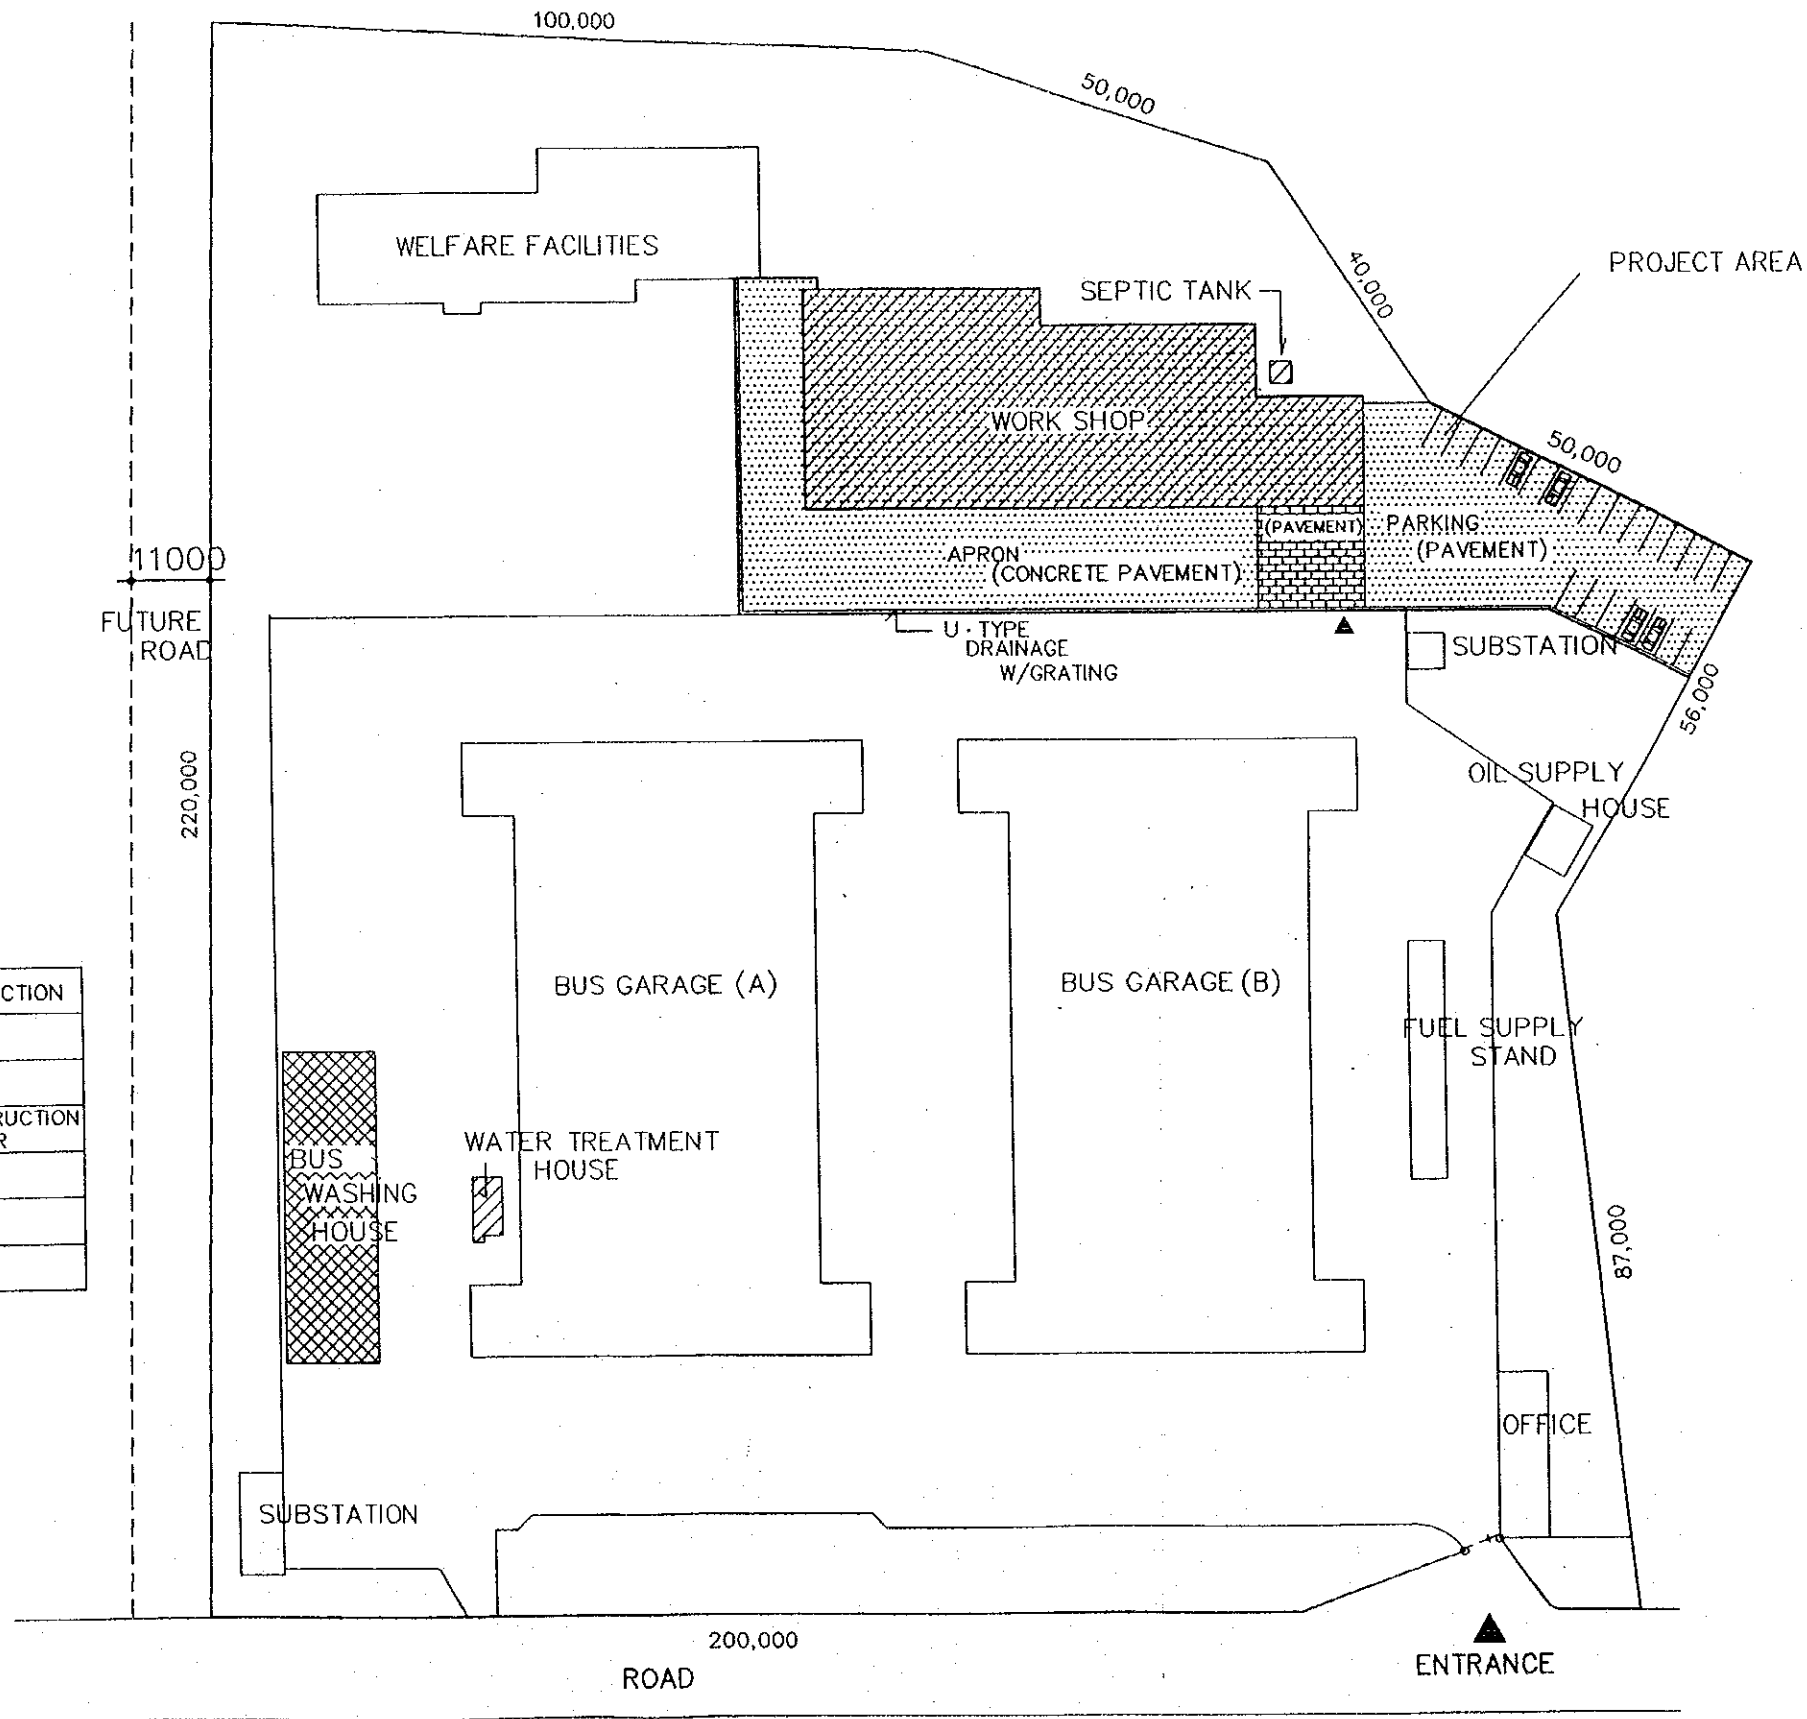 100,000
50,000
WELFARE FACILITIES
SEPTIC TANK
40,000
PROJECT AREA
WORK SHOP
50,000
(PAVEMENT)
PARKING
(PAVEMENT)
APRON
(CONCRETE PAVEMENT)
11000
FUTURE
ROAD
U·TYPE
DRAINAGE
W/GRATING
SUBSTATION
56,000
220,000
OIL SUPPLY
HOUSE
BUS GARAGE (A)
BUS GARAGE (B)
CTION
FUEL SUPPLY
STAND
RUCTION
R
WATER TREATMENT
HOUSE
BUS
WASHING
HOUSE
87,000
OFFICE
SUBSTATION
200,000
ROAD
ENTRANCE